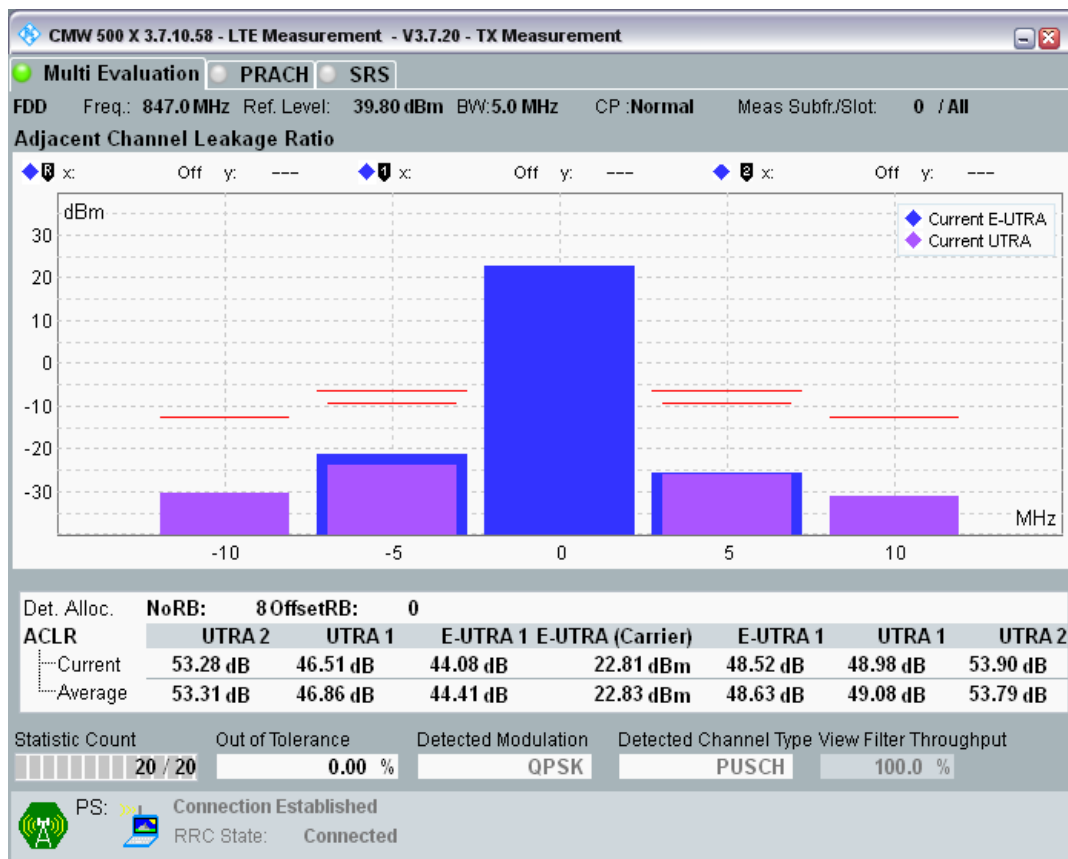 CMW 500 X 3.7.10.58 - LTE Measurement - V3.7.20 - TX Measurement
Multi Evaluation PRACH SRS
FDD Freq.: 847.0 MHz Ref. Level: 39.80 dBm BW:5.0 MHz CP :Normal Meas Subfr./Slot: 0 / All
Adjacent Channel Leakage Ratio
R x: Off y: --- 1 x: Off y: --- 2 x: Off y: ---
dBm
Current E-UTRA
Current UTRA
30
20
10
0
-10
-20
-30
MHz
-10 -5 0 5 10
Det. Alloc. NoRB: 8 OffsetRB: 0
ACLR UTRA 2 UTRA 1 E-UTRA 1 E-UTRA (Carrier) E-UTRA 1 UTRA 1 UTRA 2
Current 53.28 dB 46.51 dB 44.08 dB 22.81 dBm 48.52 dB 48.98 dB 53.90 dB
Average 53.31 dB 46.86 dB 44.41 dB 22.83 dBm 48.63 dB 49.08 dB 53.79 dB
Statistic Count Out of Tolerance Detected Modulation Detected Channel Type View Filter Throughput
20 / 20 0.00 % QPSK PUSCH 100.0 %
PS: Connection Established
RRC State: Connected